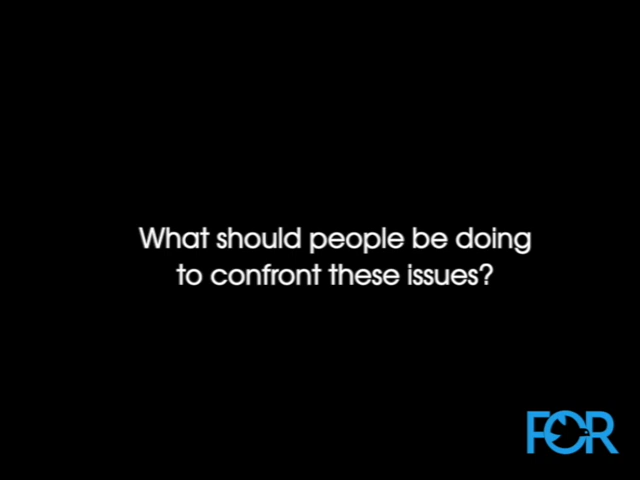 What should people be doing
to confront these issues?
FOR